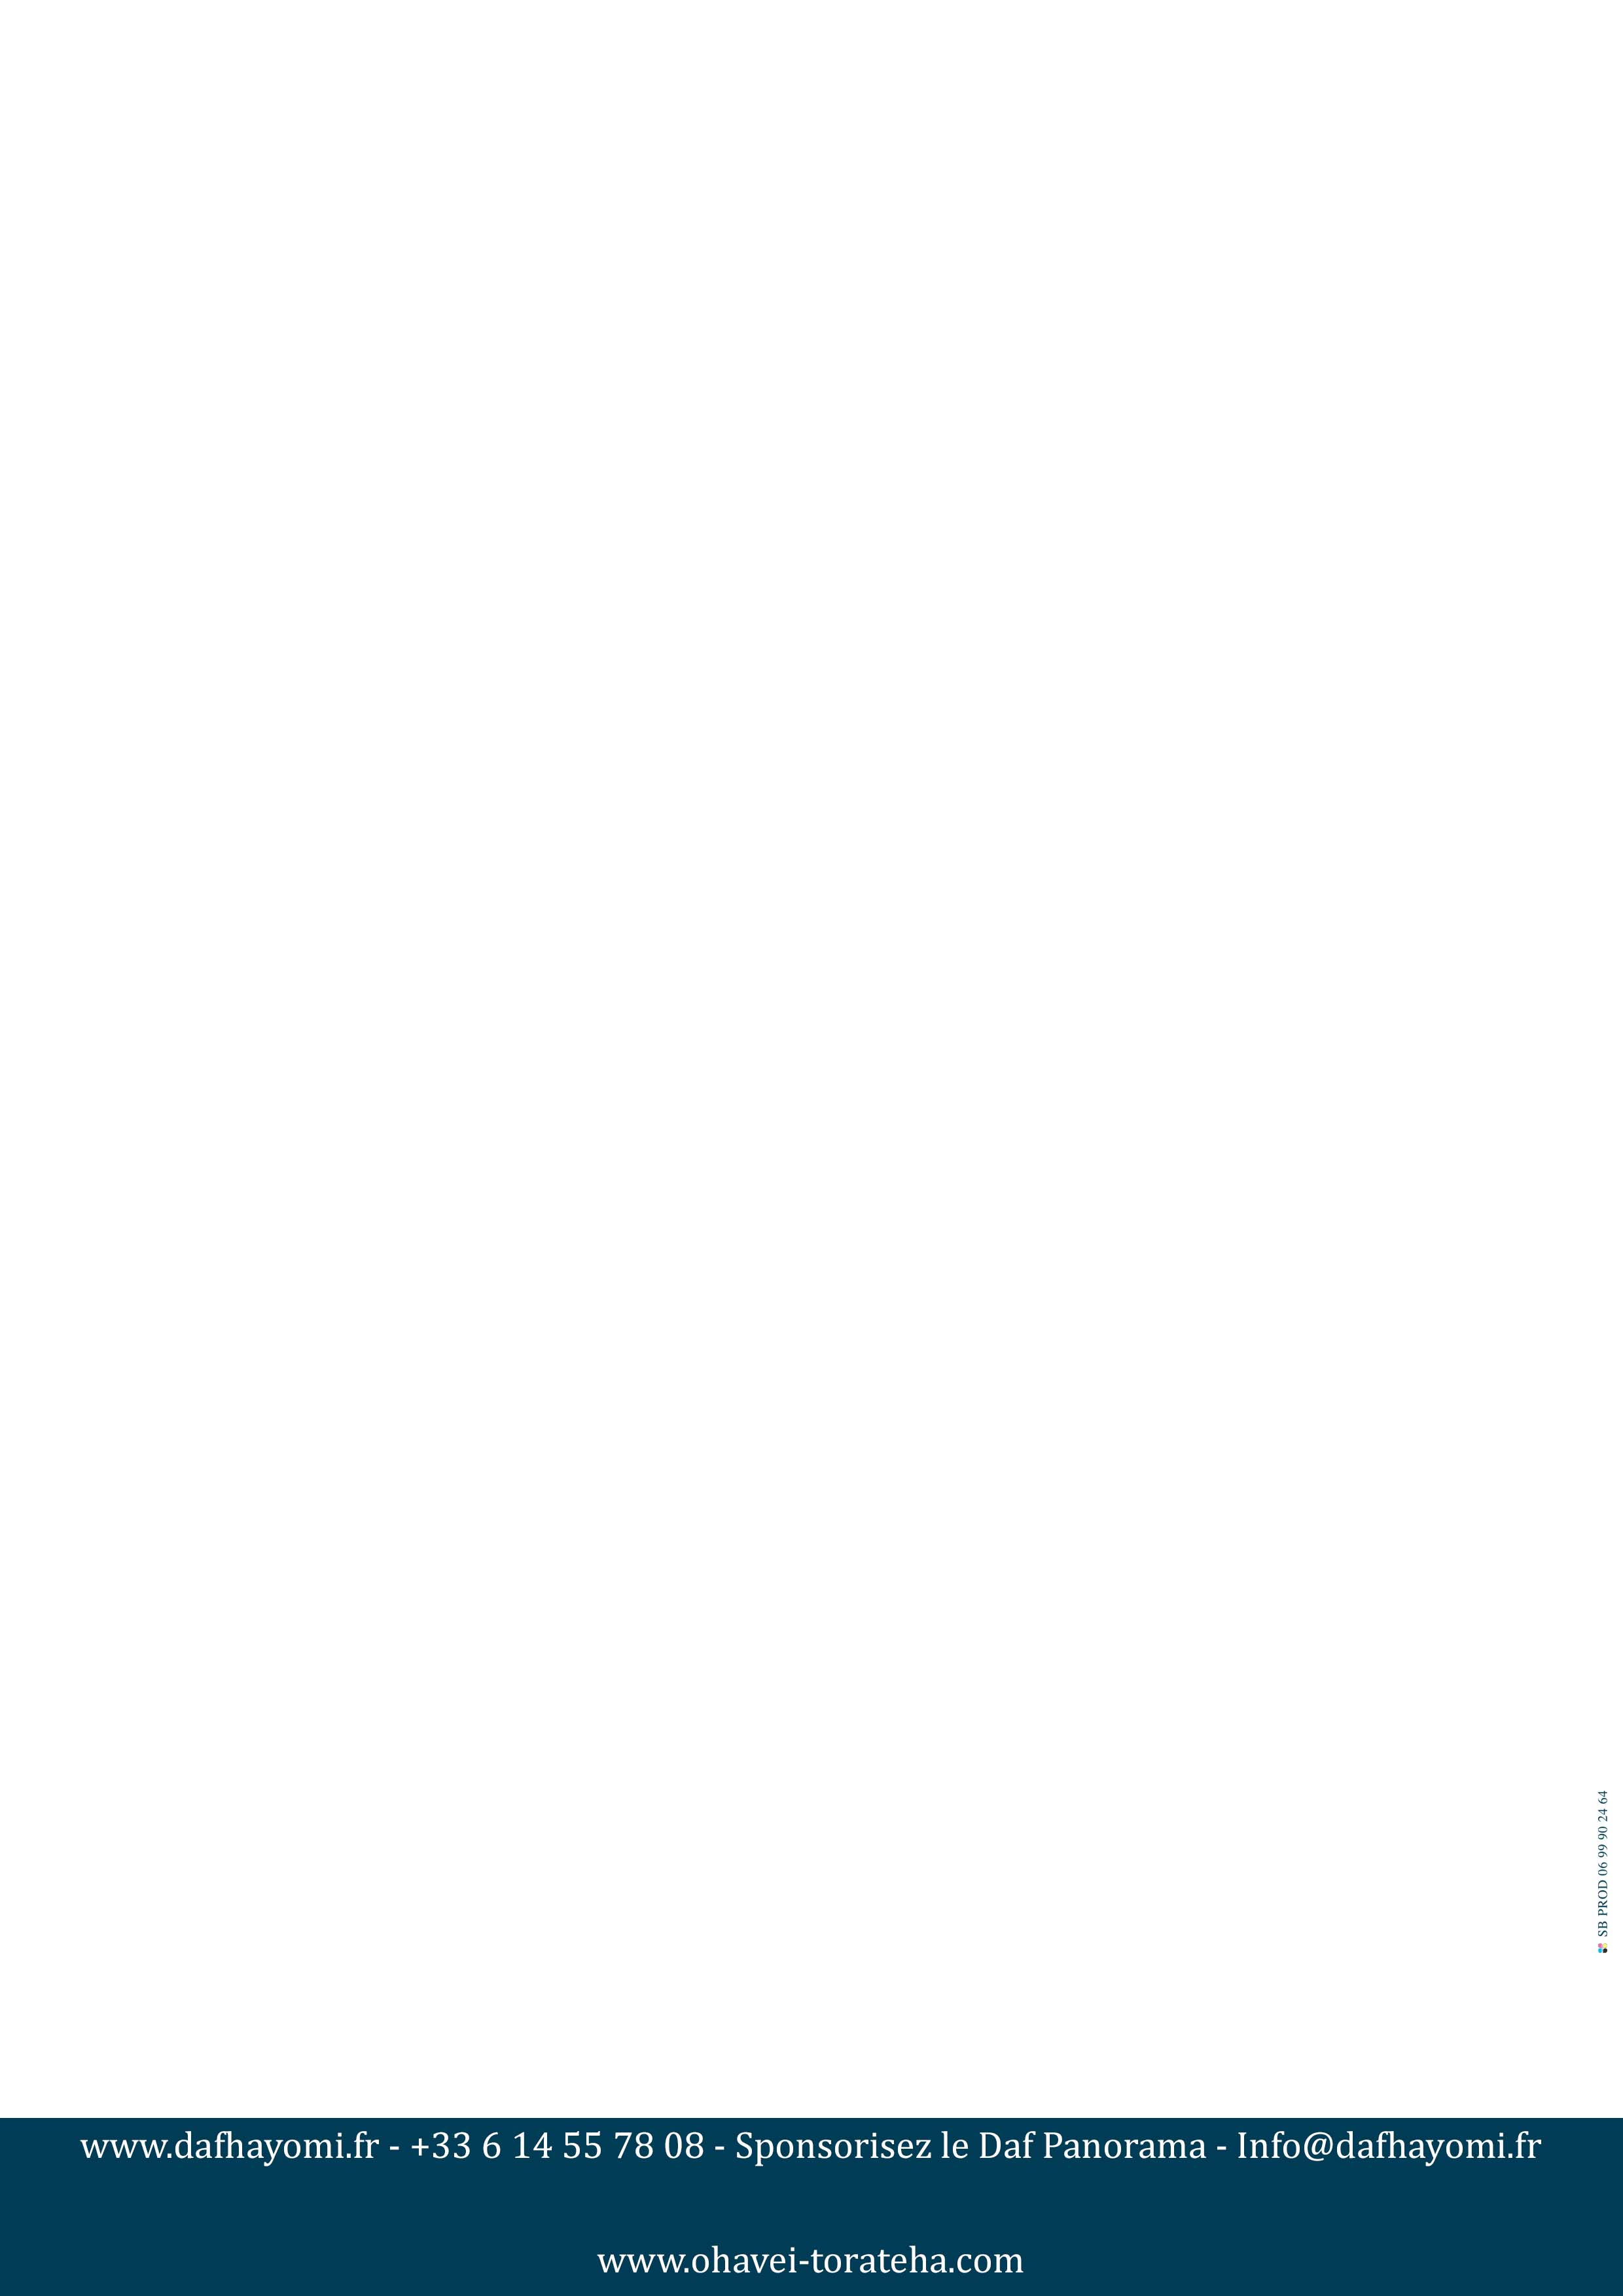 SB PROD 06 99 90 24 64
www.dafhayomi.fr - +33 6 14 55 78 08 - Sponsorisez le Daf Panorama - Info@dafhayomi.fr
www.ohavei-torateha.com